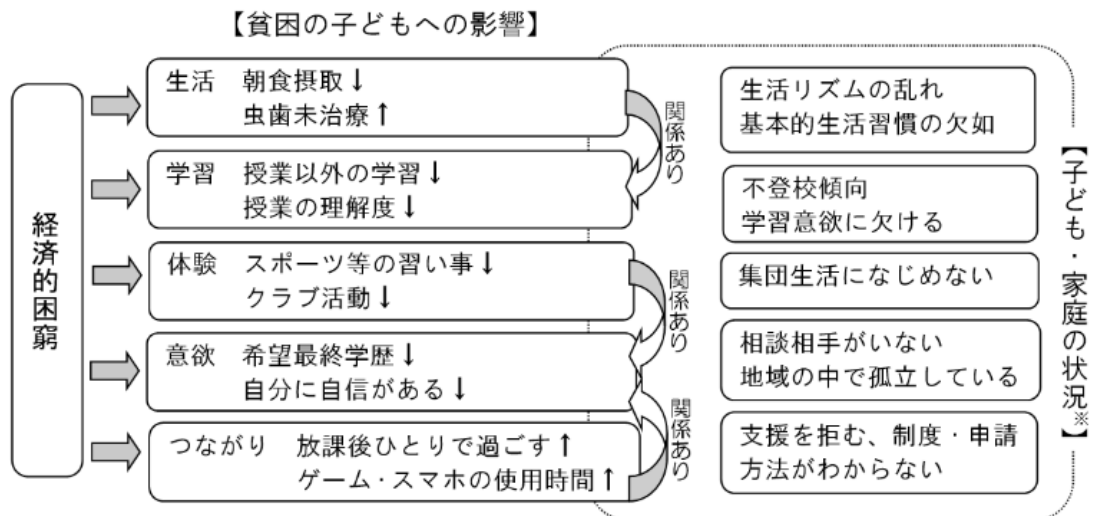 【貧困の子どもへの影響】
経済的困窮
生活　朝食摂取↓
虫歯未治療↑
学習　授業以外の学習↓
授業の理解度↓
体験　スポーツ等の習い事↓
クラブ活動↓
意欲　希望最終学歴↓
自分に自信がある↓
つながり　放課後ひとりで過ごす↑
ゲーム・スマホの使用時間↑
関係あり
関係あり
関係あり
生活リズムの乱れ
基本的生活習慣の欠如
不登校傾向
学習意欲に欠ける
集団生活になじめない
相談相手がいない
地域の中で孤立している
支援を拒む、制度・申請
方法がわからない
【子ども・家庭の状況※】